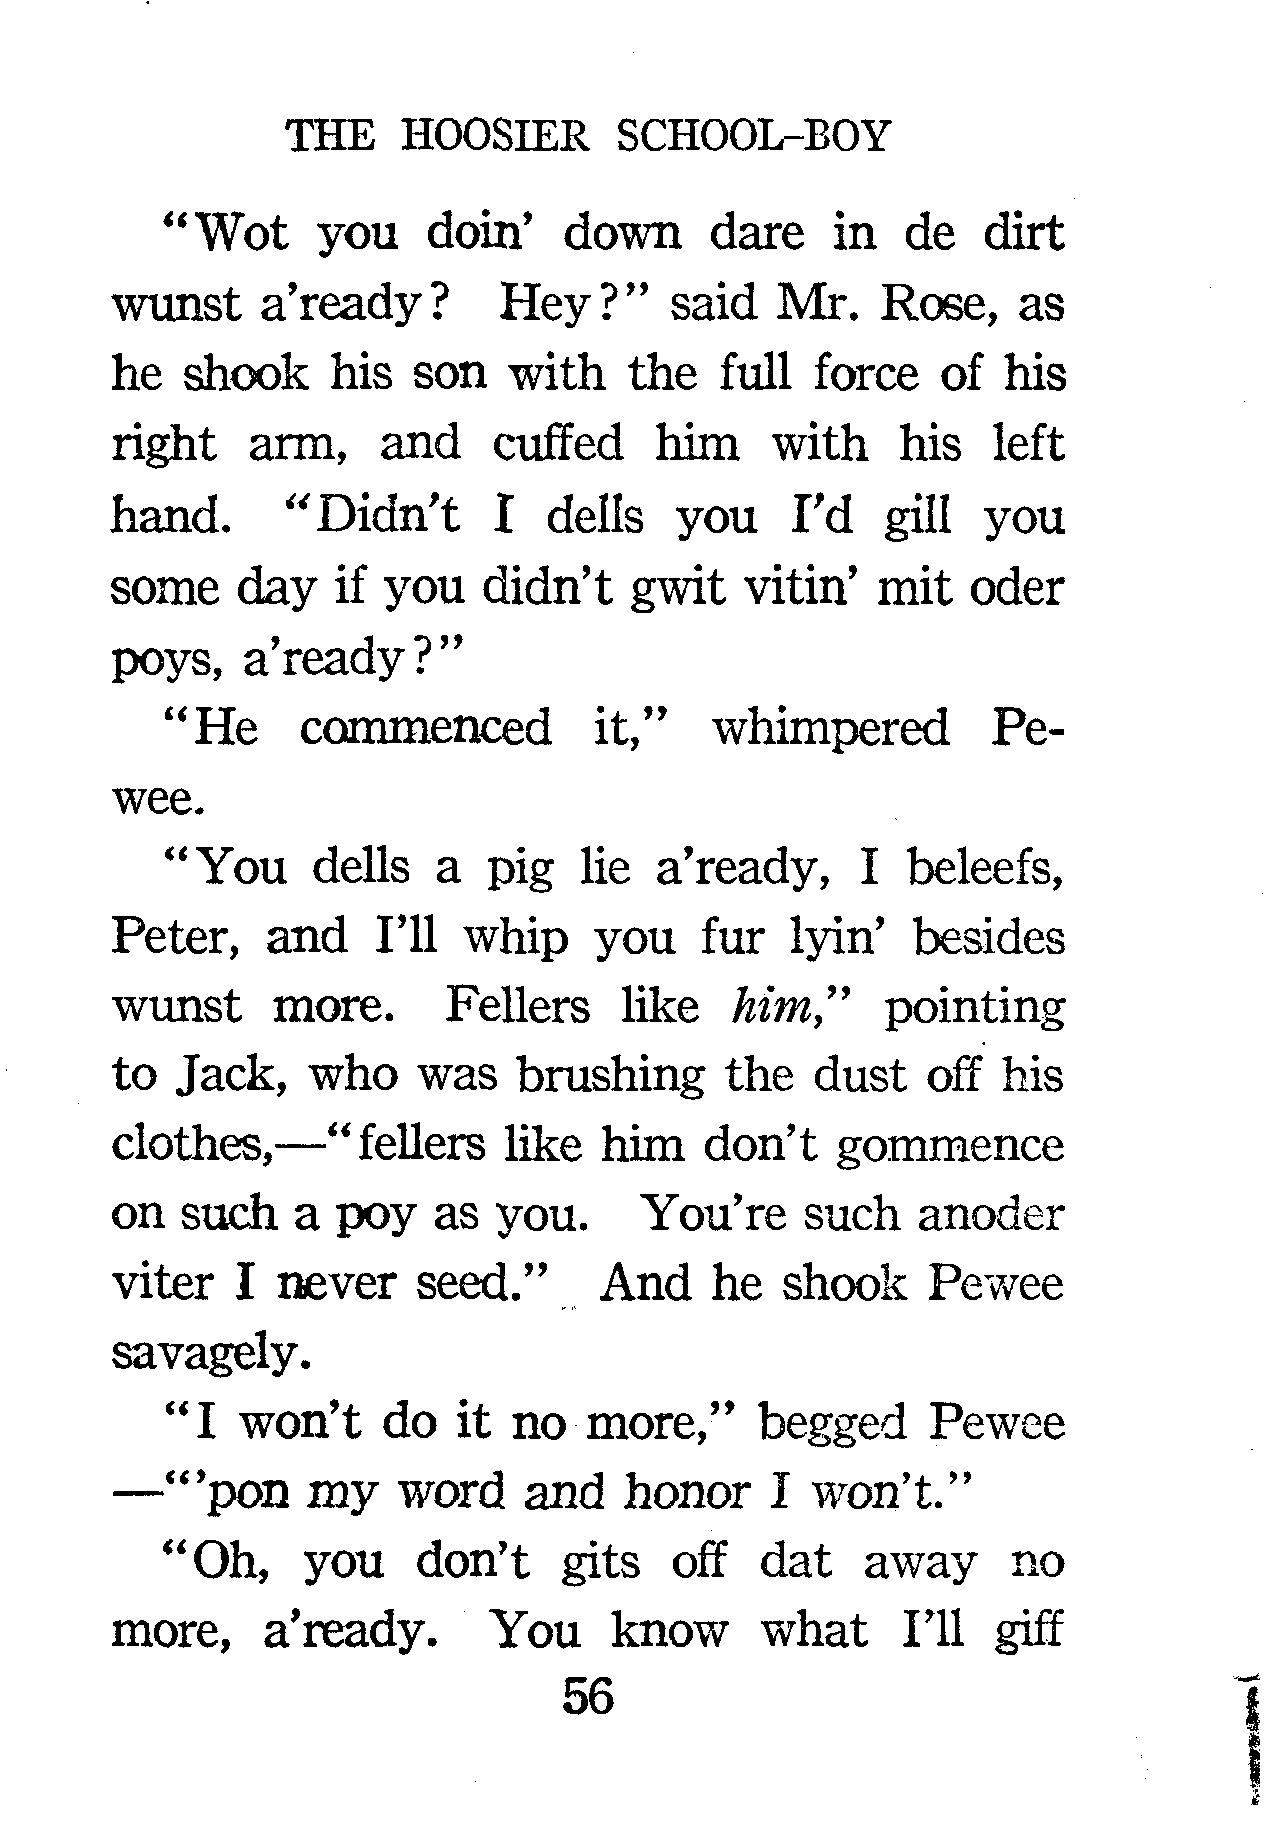 THE HOOSIER SCHOOL-BOY
“Wot you doin’ down dare in de dirt
wunst a’ready? Hey?” said Mr. Rose, as
he shook his son with the full force of his
right arm, and cuffed him with his left
hand. “Didn’t I dells you I’d gill you
some day if you didn’t gwit vitin’ mit oder
poys, a’ready?”
“He commenced it,” whimpered Pe-
wee.
“You dells a pig lie a’ready, I beleefs,
Peter, and I’ll whip you fur lyin’ besides
wunst more. Fellers like him,” pointing
to Jack, who was brushing the dust off his
clothes,—“fellers like him don’t gommence
on such a poy as you. You’re such anoder
viter I never seed.” And he shook Pewee
savagely.
“I won’t do it no more,” begged Pewee
—“’pon my word and honor I won’t.”
“Oh, you don’t gits off dat away no
more, a’ready. You know what I’ll giff
56